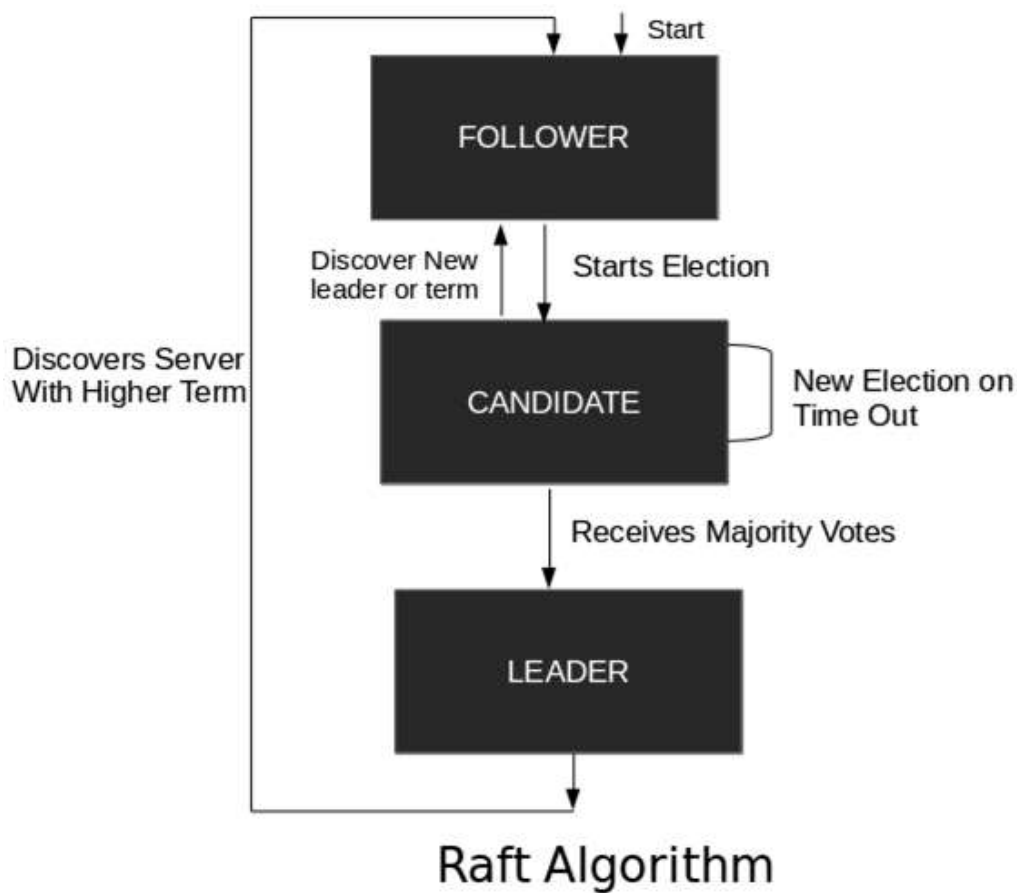 Start
FOLLOWER
Discover New
leader or term
Starts Election
Discovers Server
With Higher Term
CANDIDATE
New Election on
Time Out
Receives Majority Votes
LEADER
Raft Algorithm